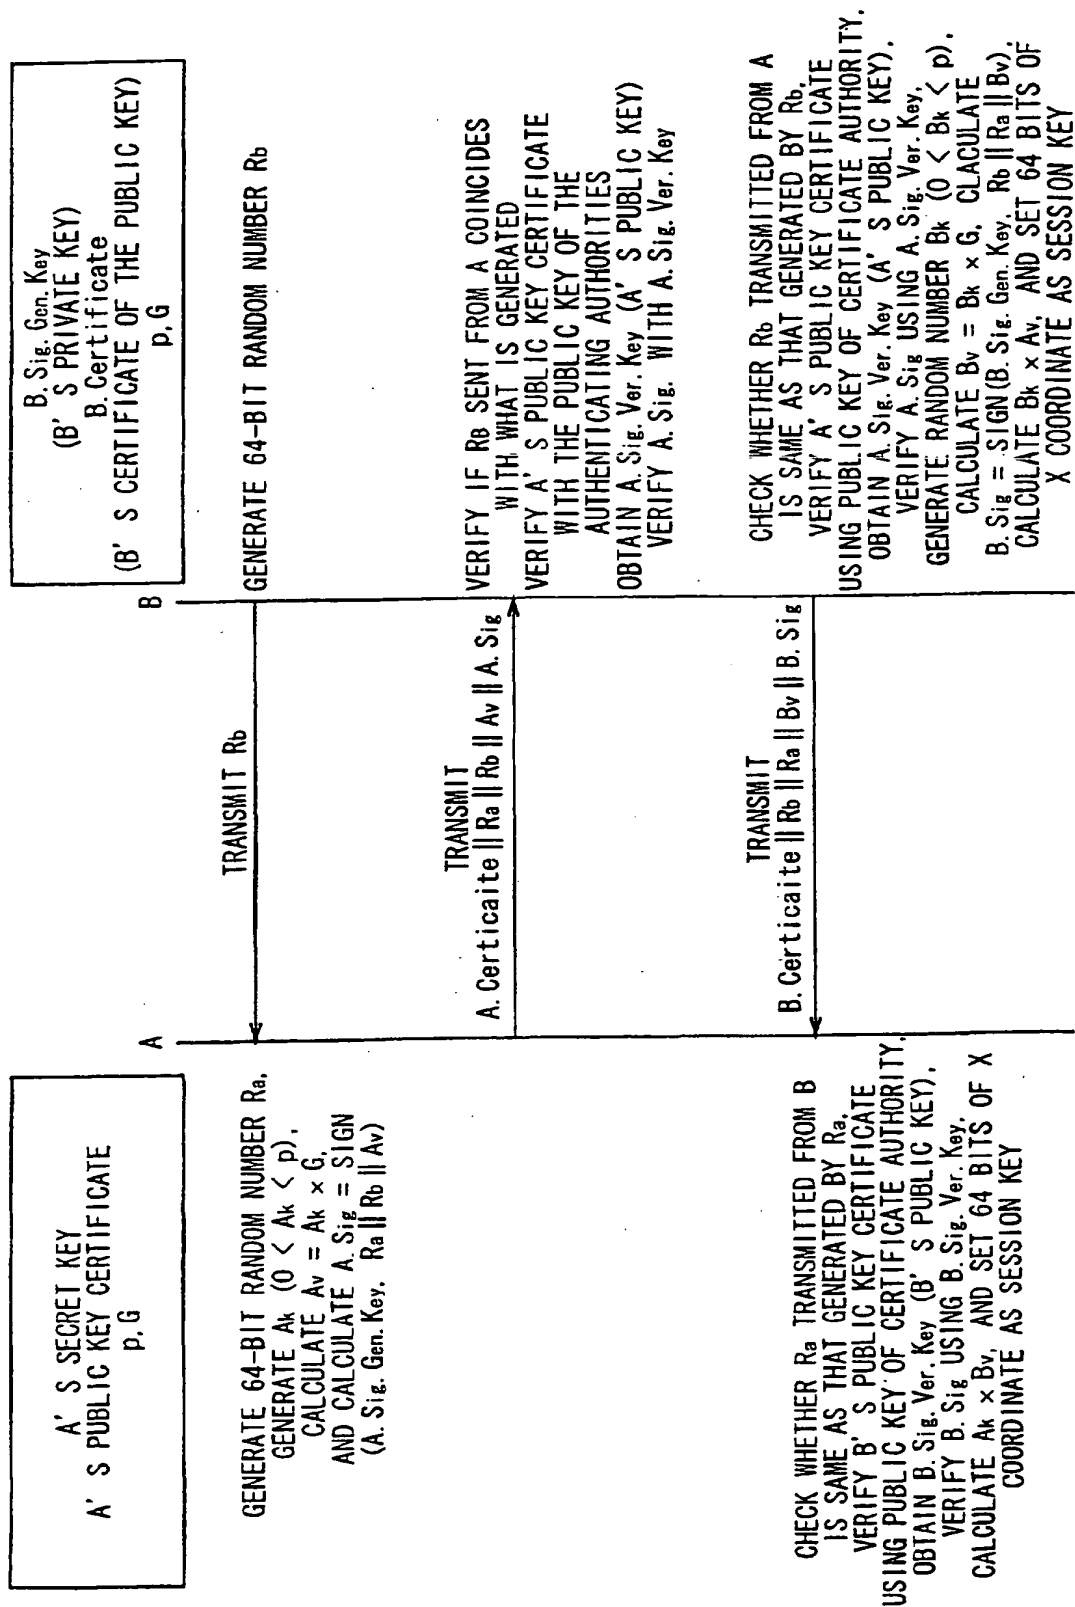 A' S SECRET KEY
A' S PUBLIC KEY CERTIFICATE
p, G
B. Sig. Gen. Key
(B' S PRIVATE KEY)
B. Certificate
(B' S CERTIFICATE OF THE PUBLIC KEY)
p, G
A
B
GENERATE 64-BIT RANDOM NUMBER Rb
TRANSMIT Rb
GENERATE 64-BIT RANDOM NUMBER Ra,
GENERATE Ak (0 < Ak < p),
CALCULATE Av = Ak × G,
AND CALCULATE A. Sig = SIGN
(A. Sig. Gen. Key, Ra || Rb || Av)
TRANSMIT
A. Certicaite || Ra || Rb || Av || A. Sig
VERIFY IF RB SENT FROM A COINCIDES
WITH WHAT IS GENERATED
VERIFY A' S PUBLIC KEY CERTIFICATE
WITH THE PUBLIC KEY OF THE
AUTHENTICATING AUTHORITIES
OBTAIN A. Sig. Ver. Key (A' S PUBLIC KEY)
VERIFY A. Sig. WITH A. Sig. Ver. Key
CHECK WHETHER Rb TRANSMITTED FROM A
IS SAME AS THAT GENERATED BY Rb,
VERIFY A' S PUBLIC KEY CERTIFICATE
USING PUBLIC KEY OF CERTIFICATE AUTHORITY,
OBTAIN A. Sig. Ver. Key (A' S PUBLIC KEY),
VERIFY A. Sig USING A. Sig. Ver. Key,
GENERATE RANDOM NUMBER Bk (0 < Bk < p),
CALCULATE Bv = Bk × G, CLACULATE
B. Sig = SIGN (B. Sig. Gen. Key, Rb || Ra || Bv),
CALCULATE Bk × Av, AND SET 64 BITS OF
X COORDINATE AS SESSION KEY
TRANSMIT
B. Certicaite || Rb || Ra || Bv || B. Sig
CHECK WHETHER Ra TRANSMITTED FROM B
IS SAME AS THAT GENERATED BY Ra,
VERIFY B' S PUBLIC KEY CERTIFICATE
USING PUBLIC KEY OF CERTIFICATE AUTHORITY,
OBTAIN B. Sig. Ver. Key (B' S PUBLIC KEY),
VERIFY B. Sig USING B. Sig. Ver. Key,
CALCULATE Ak × Bv, AND SET 64 BITS OF X
COORDINATE AS SESSION KEY